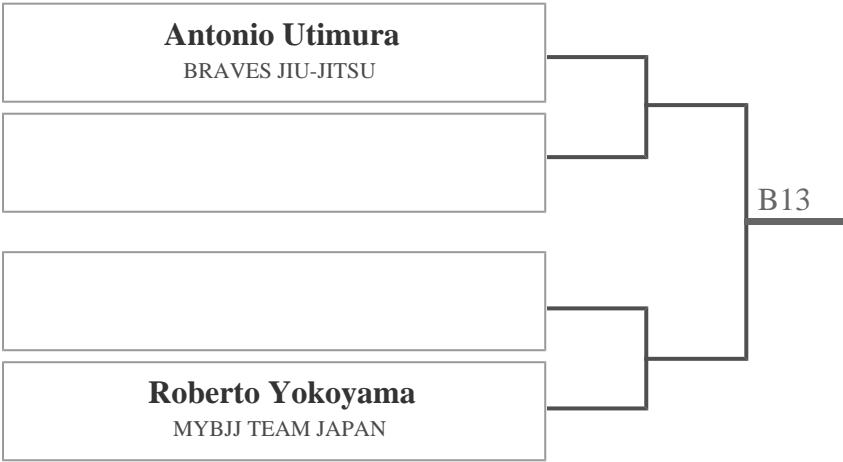 Antonio Utimura
BRAVES JIU-JITSU
B13
Roberto Yokoyama
MYBJJ TEAM JAPAN